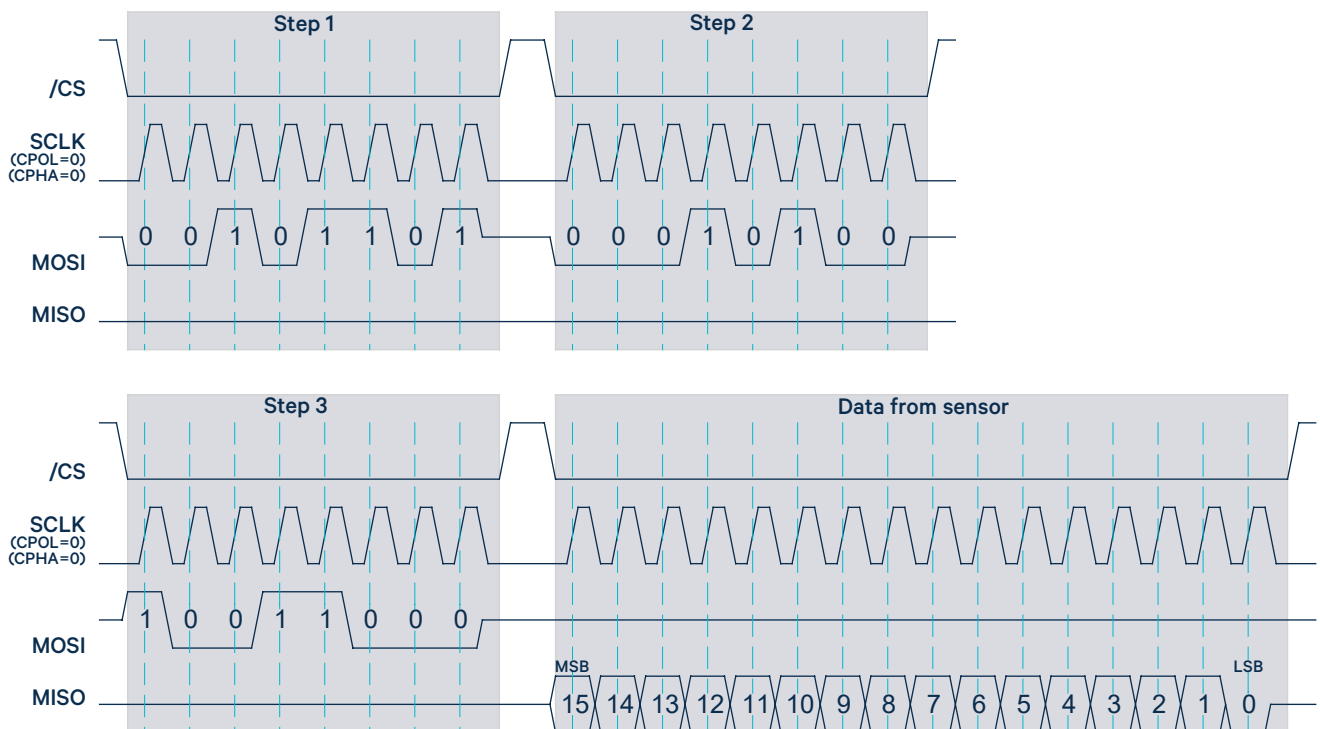 Step 1 Step 2
/CS
SCLK
(CPOL=0)
(CPHA=0)
0 0 1 0 1 1 0 1 0 0 0 1 0 1 0 0
MOSI
MISO
Step 3 Data from sensor
/CS
SCLK
(CPOL=0)
(CPHA=0)
1 0 0 1 1 0 0 0
MOSI
MSB LSB
MISO 15 14 13 12 11 10 9 8 7 6 5 4 3 2 1 0